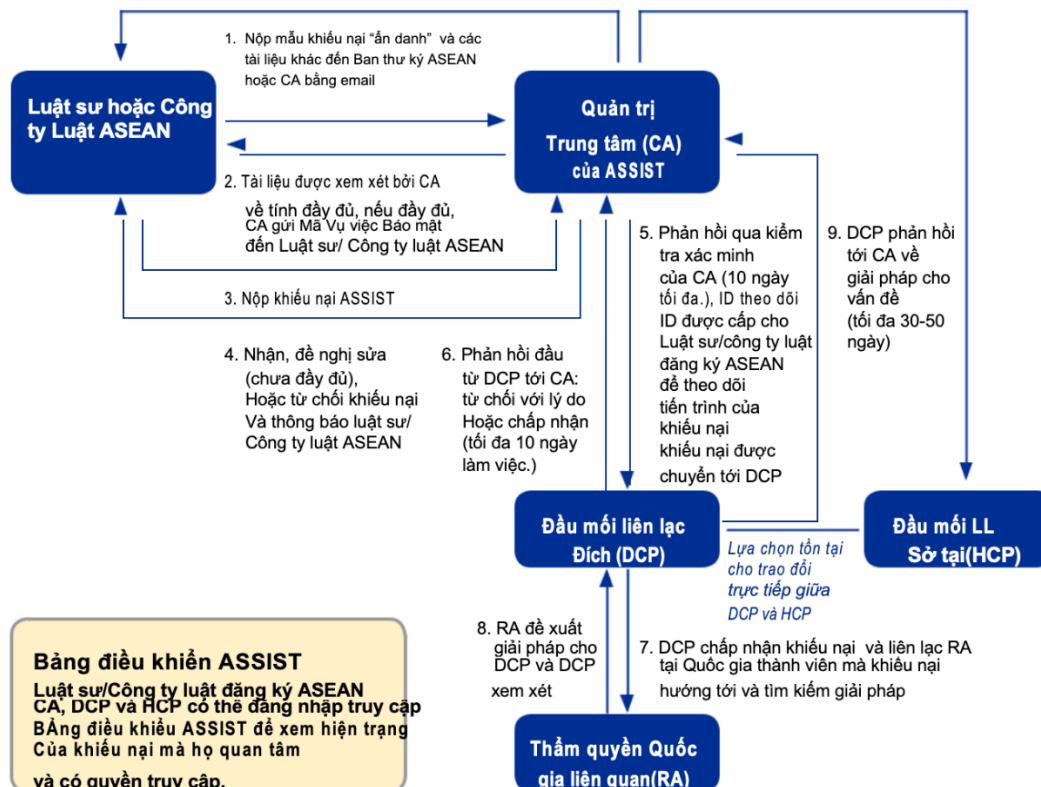 1. Nộp mẫu khiếu nại “ẩn danh” và các
tài liệu khác đến Ban thư ký ASEAN
hoặc CA bằng email
Luật sư hoặc Công
ty Luật ASEAN
Quản trị
Trung tâm (CA)
của ASSIST
2. Tài liệu được xem xét bởi CA
về tính đầy đủ, nếu đầy đủ,
CA gửi Mã Vụ việc Báo mật
đến Luật sư/ Công ty luật ASEAN
3. Nộp khiếu nại ASSIST
4. Nhận, đề nghị sửa
(chưa đầy đủ),
Hoặc từ chối khiếu nại
Và thông báo luật sư/
Công ty luật ASEAN
6. Phản hồi đầu
từ DCP tới CA:
từ chối với lý do
Hoặc chấp nhận
(tối đa 10 ngày
làm việc.)
5. Phản hồi qua kiểm
tra xác minh
của CA (10 ngày
tối đa.), ID theo dõi
ID được cấp cho
Luật sư/công ty luật
đăng ký ASEAN
để theo dõi
tiến trình của
khiếu nại
khiếu nại được
chuyển tới DCP
9. DCP phản hồi
tới CA về
giải pháp cho
vấn đề
(tối đa 30-50
ngày)
Đầu mối liên lạc
Đích (DCP)
Đầu mối LL
Sở tại(HCP)
Lựa chọn tồn tại
cho trao đổi
trực tiếp giữa
DCP và HCP
8. RA đề xuất
giải pháp cho
DCP và DCP
xem xét
7. DCP chấp nhận khiếu nại và liên lạc RA
tại Quốc gia thành viên mà khiếu nại
hướng tới và tìm kiếm giải pháp
Thẩm quyền Quốc
gia liên quan(RA)
Bảng điều khiển ASSIST
Luật sư/Công ty luật đăng ký ASEAN
CA, DCP và HCP có thể đăng nhập truy cập
BẢng điều khiểu ASSIST để xem hiện trạng
Của khiếu nại mà họ quan tâm
và có quyền truy cập.